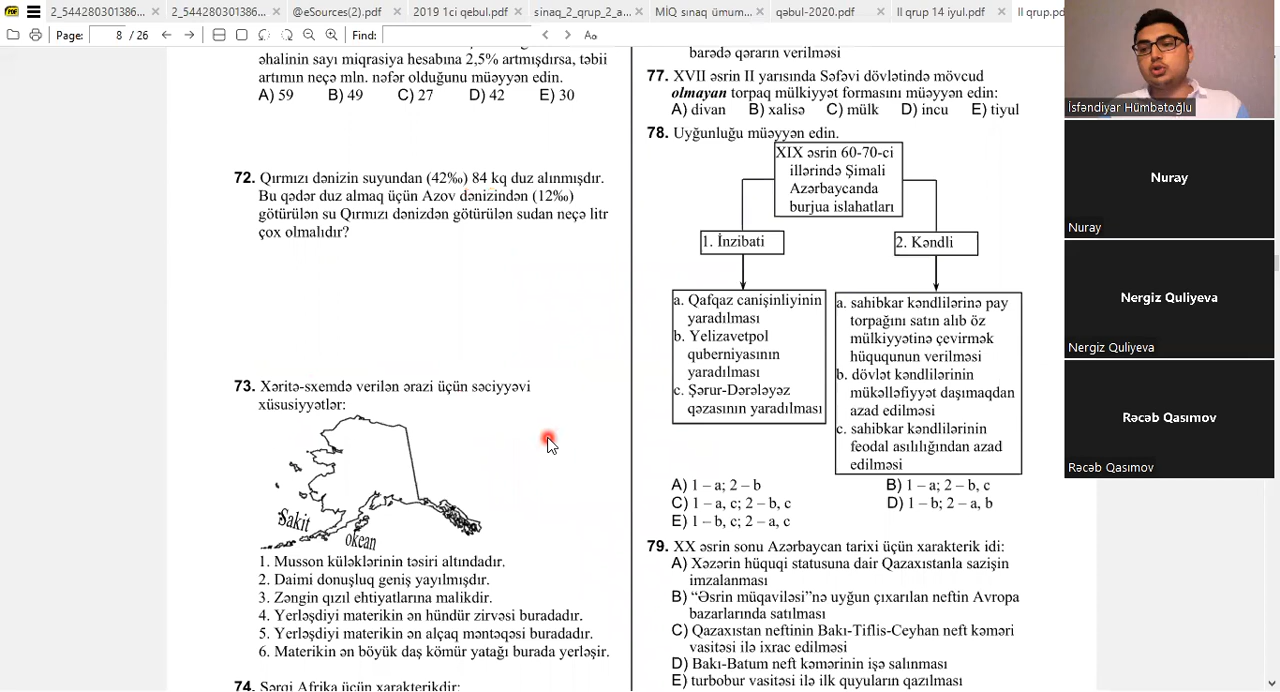 2_544280301386...
2_544280301386...
@eSources(2).pdf
2019 1ci qebul.pdf
sinaq_2_qrup_2_a...
MİQ sınaq ümum...
qəbul-2020.pdf
II qrup 14 iyul.pdf
II qrup.pd
Page: 8 / 26
Find:
əhalinin sayı miqrasiya hesabına 2,5% artmışdırsa, təbii
artımın neçə mln. nəfər olduğunu müəyyən edin.
A) 59 B) 49 C) 27 D) 42 E) 30
72. Qırmızı dənizin suyundan (42‰) 84 kq duz alınmışdır.
Bu qədər duz almaq üçün Azov dənizindən (12‰)
götürülən su Qırmızı dənizdən götürülən sudan neçə litr
çox olmalıdır?
73. Xəritə-sxemdə verilən ərazi üçün səciyyəvi
xüsusiyyətlər:
Sakit
okean
1. Musson küləklərinin təsiri altındadır.
2. Daimi donuşluq geniş yayılmışdır.
3. Zəngin qızıl ehtiyatlarına malikdir.
4. Yerləşdiyi materikin ən hündür zirvəsi buradadır.
5. Yerləşdiyi materikin ən alçaq məntəqəsi buradadır.
6. Materikin ən böyük daş kömür yatağı burada yerləşir.
74. Şərqi Afrika üçün xarakterikdir:
barədə qərarın verilməsi
77. XVII əsrin II yarısında Səfəvi dövlətində mövcud
olmayan torpaq mülkiyyət formasını müəyyən edin:
A) divan B) xalisə C) mülk D) incu E) tiyul
78. Uyğunluğu müəyyən edin.
XIX əsrin 60-70-ci
illərində Şimali
Azərbaycanda
burjua islahatları
1. İnzibati
2. Kəndli
a. Qafqaz canişinliyinin
yaradılması
b. Yelizavetpol
quberniyasının
yaradılması
c. Şərur-Dərələyəz
qəzasının yaradılması
a. sahibkar kəndlilərinə pay
torpağını satın alıb öz
mülkiyyətinə çevirmək
hüququnun verilməsi
b. dövlət kəndlilərinin
mükəlləfiyyət daşımaqdan
azad edilməsi
c. sahibkar kəndlilərinin
feodal asılılığından azad
edilməsi
A) 1 – a; 2 – b B) 1 – a; 2 – b, c
C) 1 – a, c; 2 – b, c D) 1 – b; 2 – a, b
E) 1 – b, c; 2 – a, c
79. XX əsrin sonu Azərbaycan tarixi üçün xarakterik idi:
A) Xəzərin hüquqi statusuna dair Qazaxıstanla sazişin
imzalanması
B) “Əsrin müqaviləsi”nə uyğun çıxarılan neftin Avropa
bazarlarında satılması
C) Qazaxıstan neftinin Bakı-Tiflis-Ceyhan neft kəməri
vasitəsi ilə ixrac edilməsi
D) Bakı-Batum neft kəmərinin işə salınması
E) turbobur vasitəsi ilə ilk quyuların qazılması
İsfəndiyar Hümbətoğlu
Nuray
Nuray
Nergiz Quliyeva
Nergiz Quliyeva
Rəcəb Qasımov
Rəcəb Qasımov